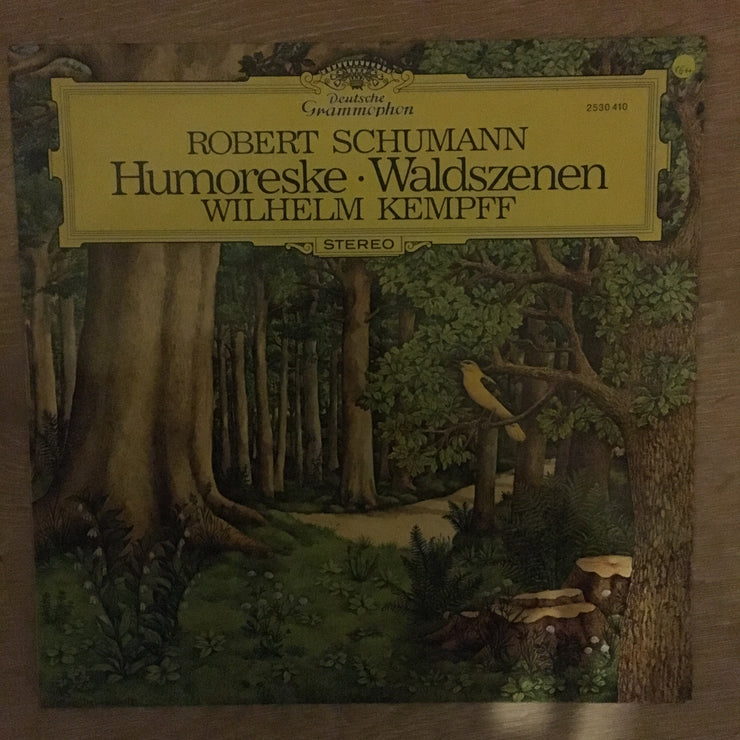 Deutsche
Grammophon
2530 410
ROBERT SCHUMANN
Humoreske · Waldszenen
WILHELM KEMPFF
STEREO